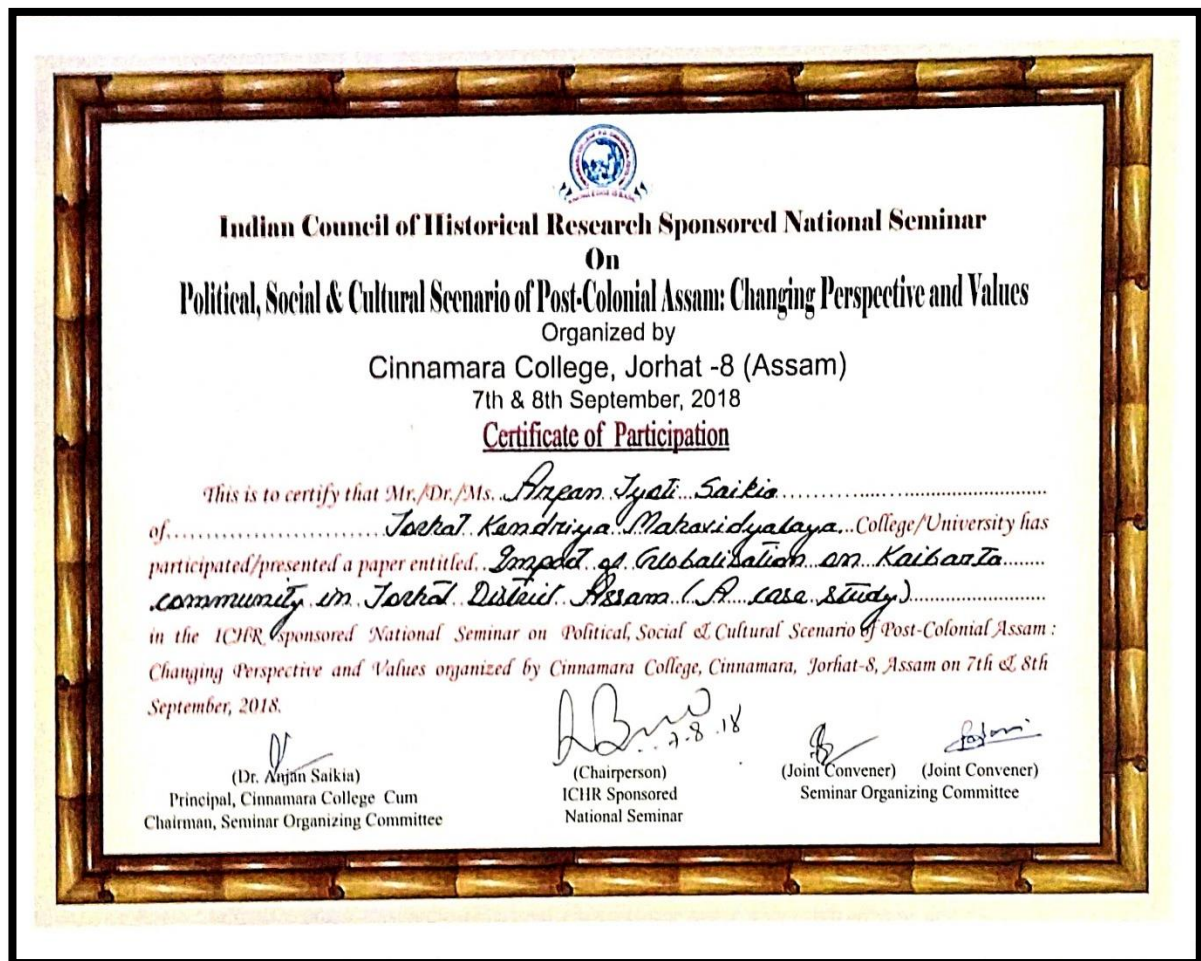 Indian Council of Historical Research Sponsored National Seminar
On
Political, Social & Cultural Scenario of Post-Colonial Assam: Changing Perspective and Values
Organized by
Cinnamara College, Jorhat -8 (Assam)
7th & 8th September, 2018
Certificate of Participation
This is to certify that Mr./Dr./Ms. Arpan Jyoti Saikia
of Jorhat Kendriya Mahavidyalaya College/University has
participated/presented a paper entitled Impact of Globalisation on Kaibarta
community in Jorhat District Assam (A case study)
in the ICHR sponsored National Seminar on Political, Social & Cultural Scenario of Post-Colonial Assam :
Changing Perspective and Values organized by Cinnamara College, Cinnamara, Jorhat-8, Assam on 7th & 8th
September, 2018.
7.8.18
(Dr. Anjan Saikia) (Chairperson) (Joint Convener) (Joint Convener)
Principal, Cinnamara College Cum ICHR Sponsored Seminar Organizing Committee
Chairman, Seminar Organizing Committee National Seminar